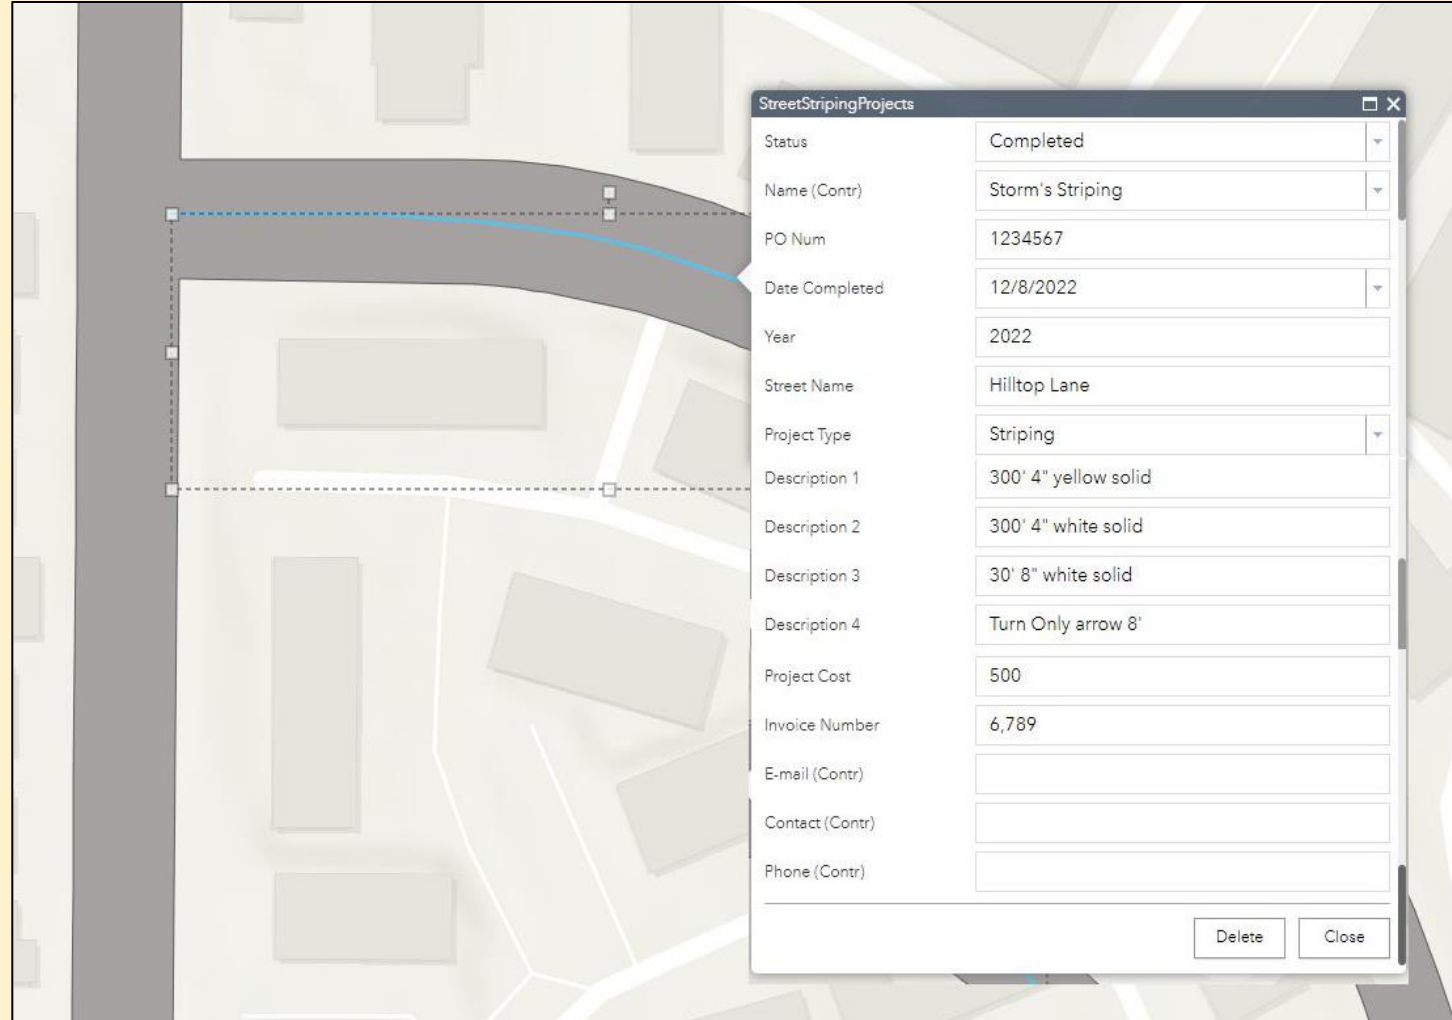 StreetStripingProjects
Status Completed
Name (Contr) Storm's Striping
PO Num 1234567
Date Completed 12/8/2022
Year 2022
Street Name Hilltop Lane
Project Type Striping
Description 1 300' 4" yellow solid
Description 2 300' 4" white solid
Description 3 30' 8" white solid
Description 4 Turn Only arrow 8'
Project Cost 500
Invoice Number 6,789
E-mail (Contr)
Contact (Contr)
Phone (Contr)
Delete Close